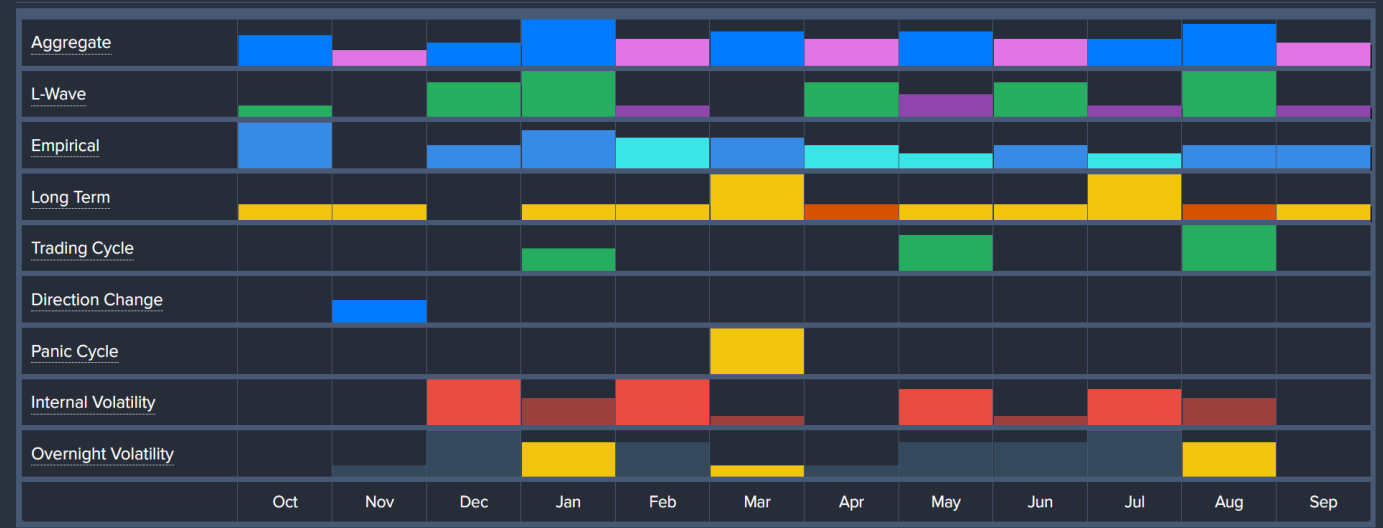 Aggregate
L-Wave
Empirical
Long Term
Trading Cycle
Direction Change
Panic Cycle
Internal Volatility
Overnight Volatility
Oct Nov Dec Jan Feb Mar Apr May Jun Jul Aug Sep